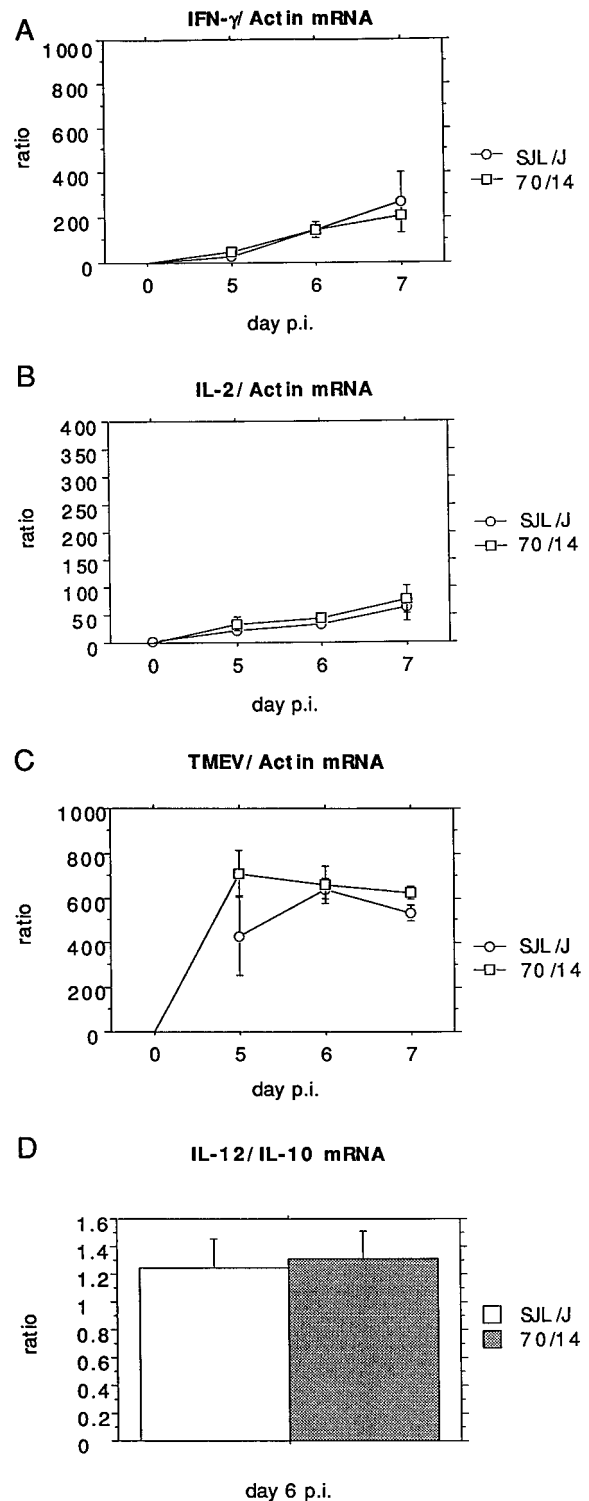 A
IFN-γ/ Actin mRNA
1000
800
600
400
200
0
ratio
0 5 6 7
day p.i.
SJL/J
70/14
B
IL-2/ Actin mRNA
400
350
300
250
200
150
100
50
0
ratio
0 5 6 7
day p.i.
SJL/J
70/14
C
TMEV/ Actin mRNA
1000
800
600
400
200
0
ratio
0 5 6 7
day p.i.
SJL/J
70/14
D
IL-12/ IL-10 mRNA
1.6
1.4
1.2
1
0.8
0.6
0.4
0.2
0
ratio
day 6 p.i.
SJL/J
70/14